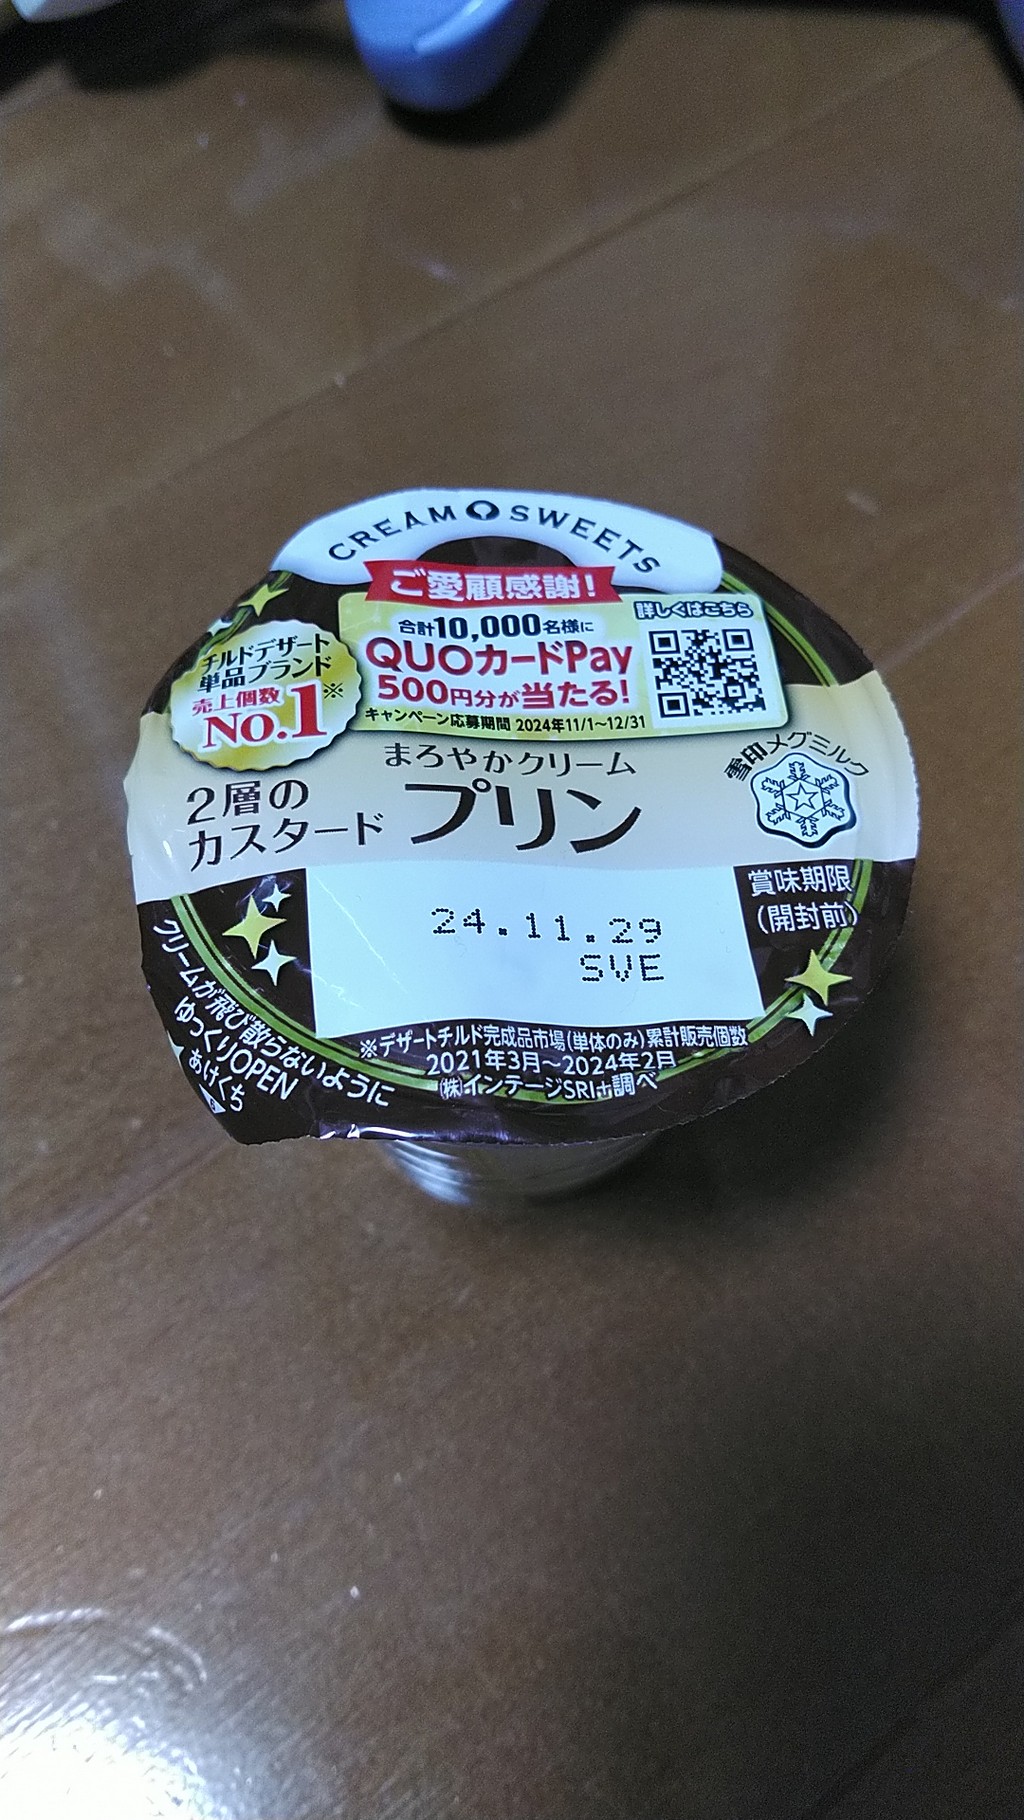 CREAM SWEETS
ご愛顧感謝!
合計10,000名様に
QUOカードPay
500円分が当たる!
キャンペーン応募期間 2024年11/1〜12/31
詳しくはこちら
チルドデザート
単品ブランド
売上個数
No.1※
まろやかクリーム
2層の
カスタード
プリン
雪印メグミルク
賞味期限
(開封前)
24.11.29
SVE
※デザートチルド完成品市場(単体のみ)累計販売個数
2021年3月〜2024年2月
(株)インテージSRI+調べ
クリームが飛び散らないように
ゆっくりOPEN
あけくち